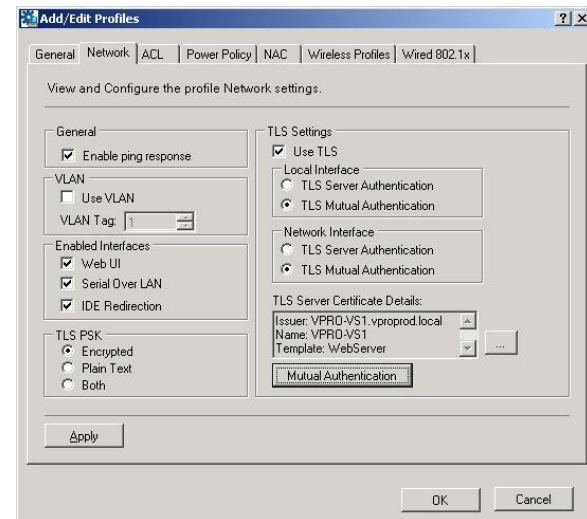 Add/Edit Profiles
General Network ACL Power Policy NAC Wireless Profiles Wired 802.1x
View and Configure the profile Network settings.
General
Enable ping response
VLAN
Use VLAN
VLAN Tag: 1
Enabled Interfaces
Web UI
Serial Over LAN
IDE Redirection
TLS PSK
Encrypted
Plain Text
Both
TLS Settings
Use TLS
Local Interface
TLS Server Authentication
TLS Mutual Authentication
Network Interface
TLS Server Authentication
TLS Mutual Authentication
TLS Server Certificate Details:
Issuer: VPRO-VS1.vproprod.local
Name: VPRO-VS1
Template: WebServer
...
Mutual Authentication
Apply
OK Cancel